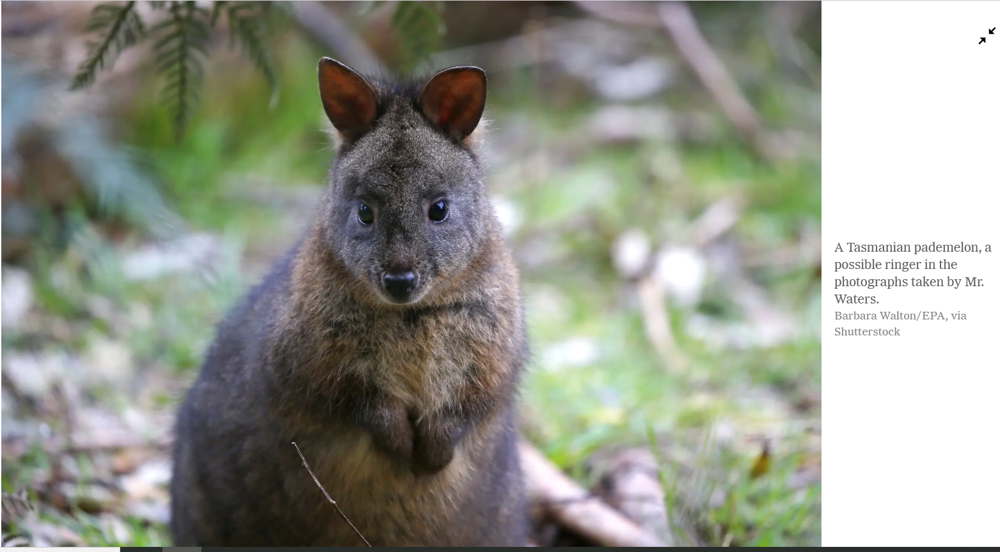 A Tasmanian pademelon, a
possible ringer in the
photographs taken by Mr.
Waters.
Barbara Walton/EPA, via
Shutterstock